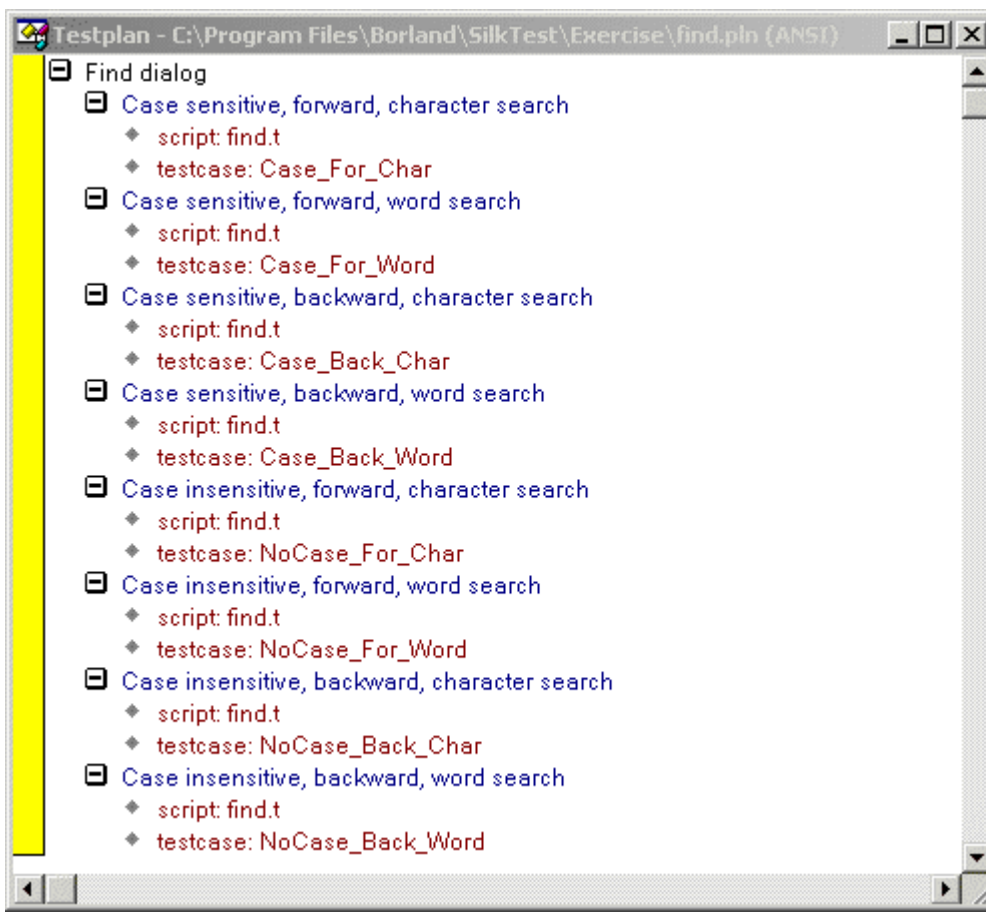 Testplan - C:\Program Files\Borland\SilkTest\Exercise\find.pln (ANSI)
Find dialog
Case sensitive, forward, character search
script: find.t
testcase: Case_For_Char
Case sensitive, forward, word search
script: find.t
testcase: Case_For_Word
Case sensitive, backward, character search
script: find.t
testcase: Case_Back_Char
Case sensitive, backward, word search
script: find.t
testcase: Case_Back_Word
Case insensitive, forward, character search
script: find.t
testcase: NoCase_For_Char
Case insensitive, forward, word search
script: find.t
testcase: NoCase_For_Word
Case insensitive, backward, character search
script: find.t
testcase: NoCase_Back_Char
Case insensitive, backward, word search
script: find.t
testcase: NoCase_Back_Word